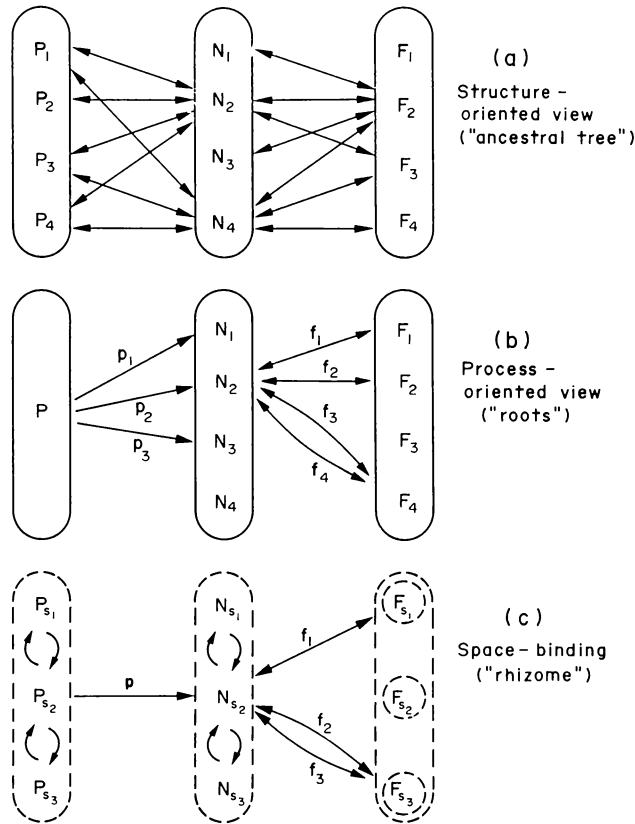 P₁ N₁ F₁ (a)
P₂ N₂ F₂ Structure-
oriented view
("ancestral tree")
P₃ N₃ F₃
P₄ N₄ F₄
N₁ F₁ (b)
p₁ f₁
Process-
P N₂ f₂ F₂ oriented view
("roots")
p₂ f₃
p₃ N₃ F₃
f₄
N₄ F₄
Pₛ₁ Nₛ₁ Fₛ₁ (c)
f₁
Space-binding
("rhizome")
Pₛ₂ p Nₛ₂ Fₛ₂
f₂
f₃
Pₛ₃ Nₛ₃ Fₛ₃